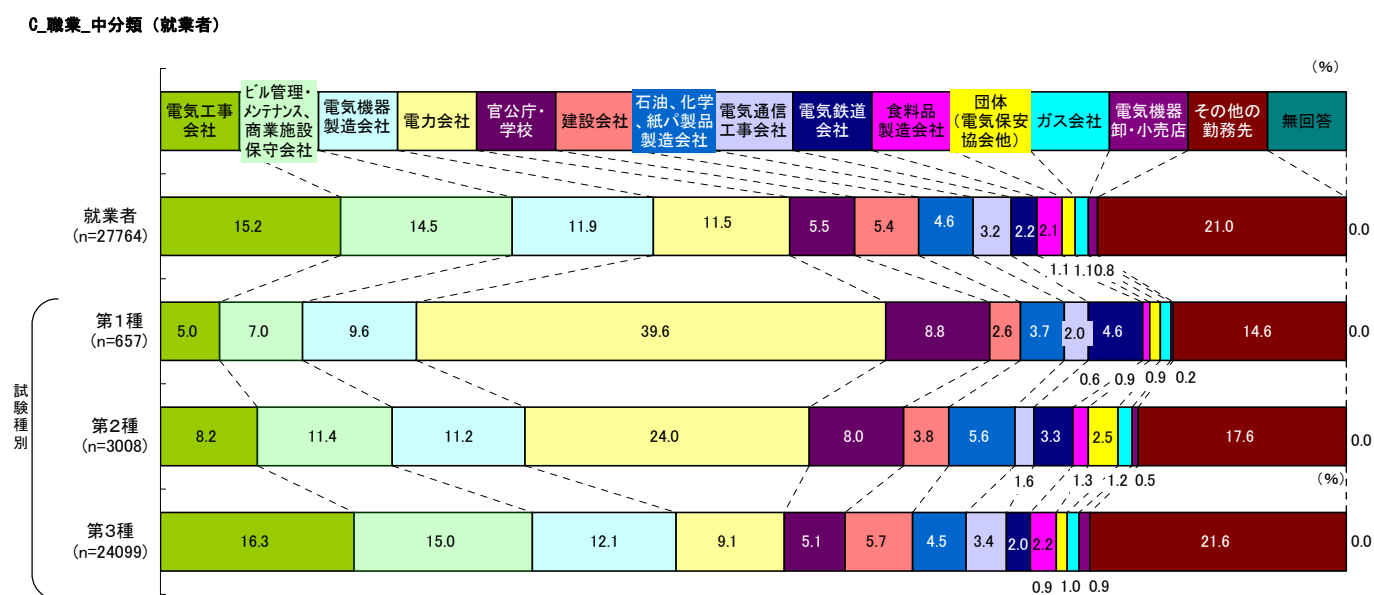 C_職業_中分類（就業者）
（%）
電気工事
会社
ビル管理・
メンテナンス、
商業施設
保守会社
電気機器
製造会社
電力会社
官公庁・
学校
建設会社
石油、化学
、紙パ製品
製造会社
電気通信
工事会社
電気鉄道
会社
食料品
製造会社
団体
（電気保安
協会他）
ガス会社
電気機器
卸・小売店
その他の
勤務先
無回答
就業者
(n=27764)
15.2 14.5 11.9 11.5 5.5 5.4 4.6 3.2 2.2 2.1 21.0 0.0
1.1 1.1 0.8
試験種別
第１種
(n=657)
5.0 7.0 9.6 39.6 8.8 2.6 3.7 2.0 4.6 14.6 0.0
0.6 0.9 0.9 0.2
第２種
(n=3008)
8.2 11.4 11.2 24.0 8.0 3.8 5.6 3.3 2.5 17.6 0.0
1.6 1.3 1.2 0.5
（%）
第３種
(n=24099)
16.3 15.0 12.1 9.1 5.1 5.7 4.5 3.4 2.0 2.2 21.6 0.0
0.9 1.0 0.9